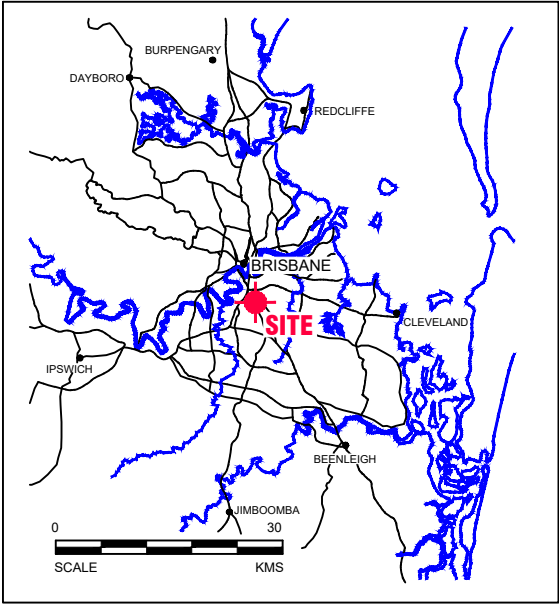 BURPENGARY
DAYBORO
REDCLIFFE
BRISBANE
SITE
CLEVELAND
IPSWICH
BEENLEIGH
JIMBOOMBA
0 30
SCALE KMS